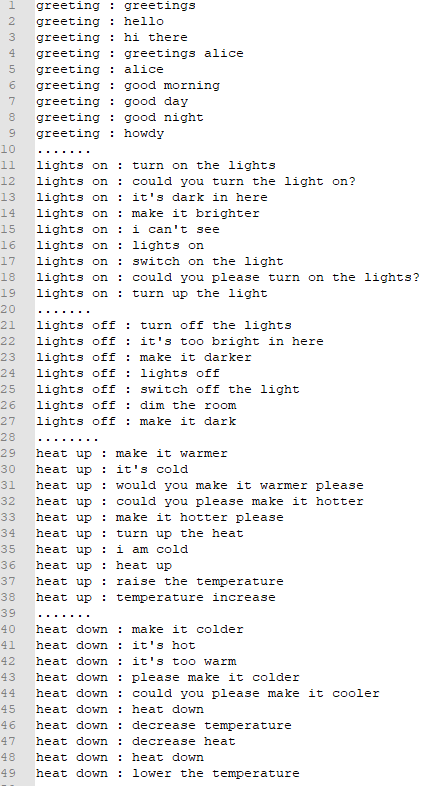 1 greeting : greetings
2 greeting : hello
3 greeting : hi there
4 greeting : greetings alice
5 greeting : alice
6 greeting : good morning
7 greeting : good day
8 greeting : good night
9 greeting : howdy
10 .......
11 lights on : turn on the lights
12 lights on : could you turn the light on?
13 lights on : it's dark in here
14 lights on : make it brighter
15 lights on : i can't see
16 lights on : lights on
17 lights on : switch on the light
18 lights on : could you please turn on the lights?
19 lights on : turn up the light
20 .......
21 lights off : turn off the lights
22 lights off : it's too bright in here
23 lights off : make it darker
24 lights off : lights off
25 lights off : switch off the light
26 lights off : dim the room
27 lights off : make it dark
28 ........
29 heat up : make it warmer
30 heat up : it's cold
31 heat up : would you make it warmer please
32 heat up : could you please make it hotter
33 heat up : make it hotter please
34 heat up : turn up the heat
35 heat up : i am cold
36 heat up : heat up
37 heat up : raise the temperature
38 heat up : temperature increase
39 .......
40 heat down : make it colder
41 heat down : it's hot
42 heat down : it's too warm
43 heat down : please make it colder
44 heat down : could you please make it cooler
45 heat down : heat down
46 heat down : decrease temperature
47 heat down : decrease heat
48 heat down : heat down
49 heat down : lower the temperature